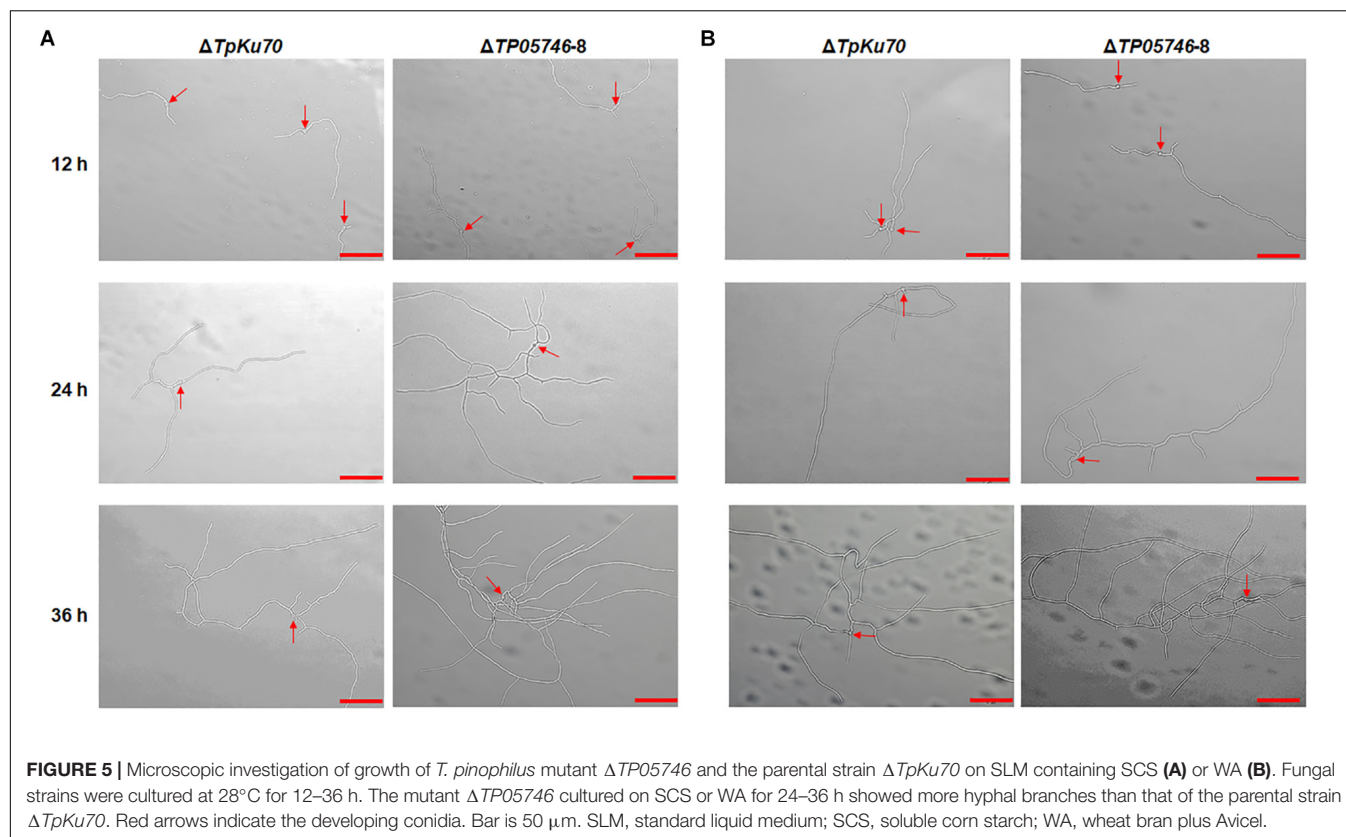 A
B
ΔTpKu70
ΔTP05746-8
ΔTpKu70
ΔTP05746-8
12 h
24 h
36 h
FIGURE 5 | Microscopic investigation of growth of T. pinophilus mutant ΔTP05746 and the parental strain ΔTpKu70 on SLM containing SCS (A) or WA (B). Fungal
strains were cultured at 28°C for 12–36 h. The mutant ΔTP05746 cultured on SCS or WA for 24–36 h showed more hyphal branches than that of the parental strain
ΔTpKu70. Red arrows indicate the developing conidia. Bar is 50 μm. SLM, standard liquid medium; SCS, soluble corn starch; WA, wheat bran plus Avicel.